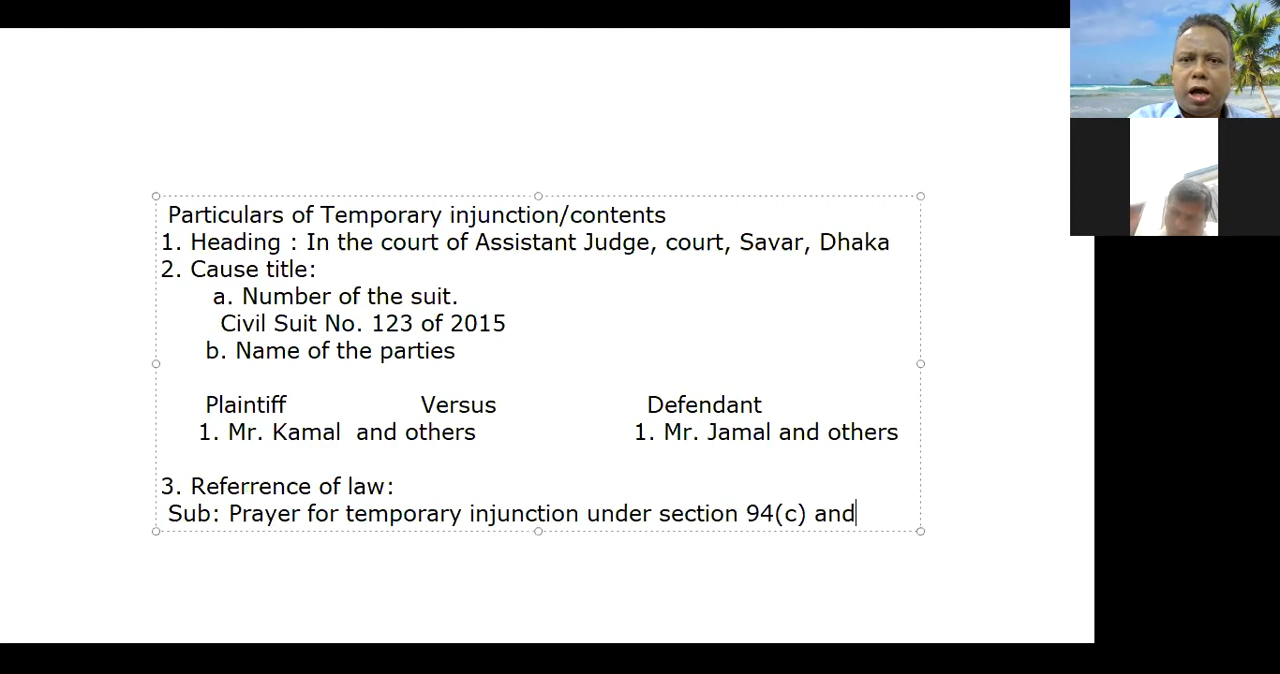 Particulars of Temporary injunction/contents
1. Heading : In the court of Assistant Judge, court, Savar, Dhaka
2. Cause title:
a. Number of the suit.
Civil Suit No. 123 of 2015
b. Name of the parties
Plaintiff Versus Defendant
1. Mr. Kamal and others 1. Mr. Jamal and others
3. Referrence of law:
Sub: Prayer for temporary injunction under section 94(c) and